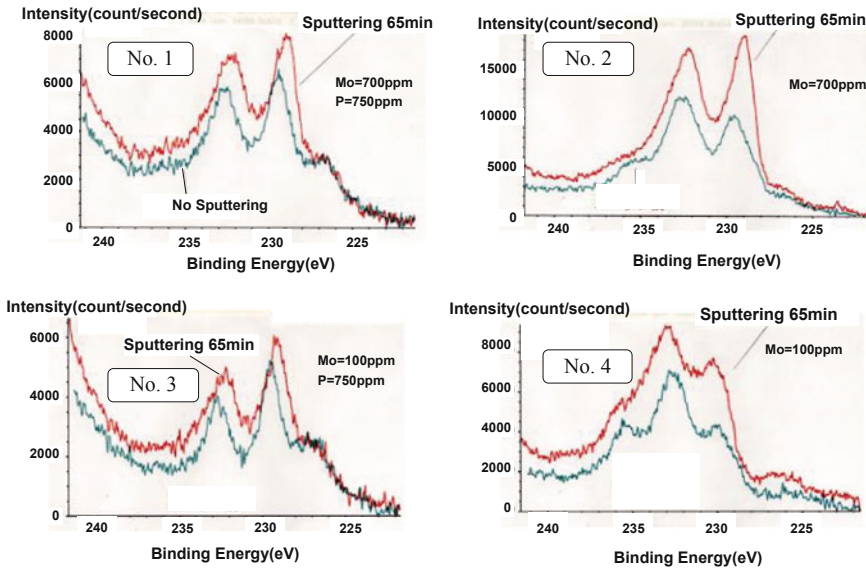 Intensity(count/second)
Sputtering 65min
8000
6000
4000
2000
0
No. 1
Mo=700ppm
P=750ppm
No Sputtering
240
235
230
225
Binding Energy(eV)
Intensity(count/second)
Sputtering 65min
15000
10000
5000
0
No. 2
Mo=700ppm
240
235
230
225
Binding Energy(eV)
Intensity(count/second)
6000
4000
2000
0
Sputtering 65min
No. 3
Mo=100ppm
P=750ppm
240
235
230
225
Binding Energy(eV)
Intensity(count/second)
Sputtering 65min
8000
6000
4000
2000
0
No. 4
Mo=100ppm
240
235
230
225
Binding Energy(eV)